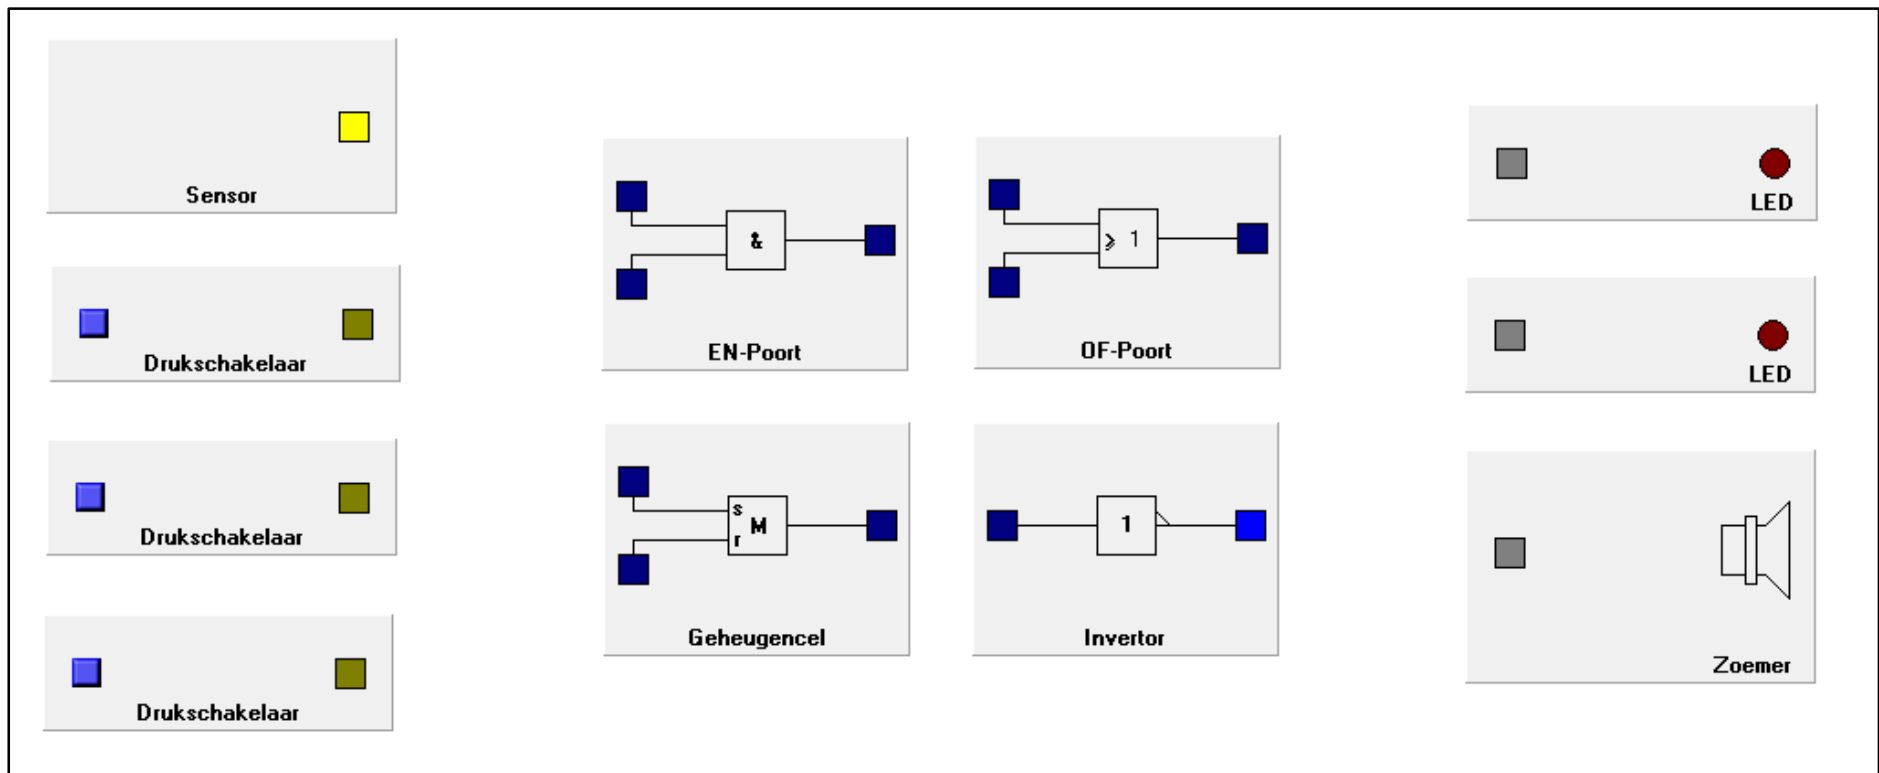 Sensor
Drukschakelaar
Drukschakelaar
Drukschakelaar
&
EN-Poort
≥ 1
OF-Poort
s
M
r
Geheugencel
1
Invertor
LED
LED
Zoemer